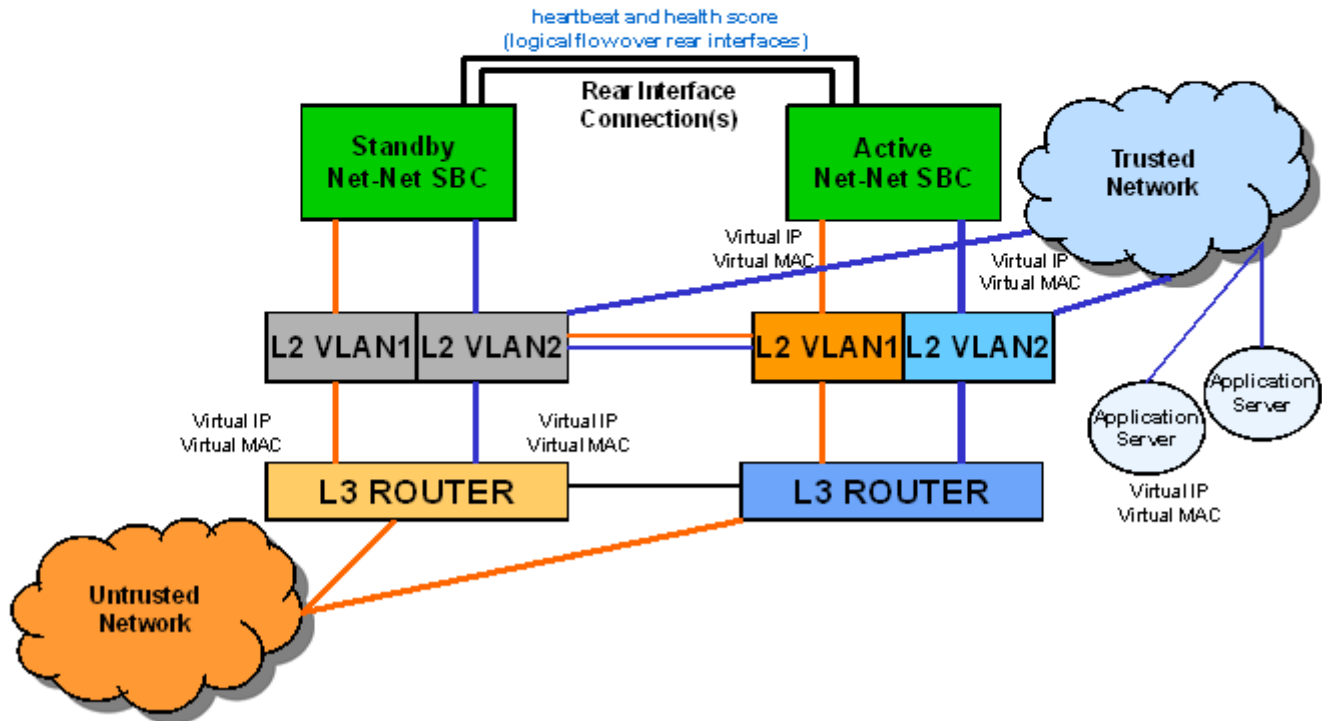 heartbeat and health score
(logical flow over rear interfaces)
Rear Interface
Connection(s)
Standby
Net-Net SBC
Active
Net-Net SBC
Trusted
Network
Virtual IP
Virtual MAC
Virtual IP
Virtual MAC
L2 VLAN1
L2 VLAN2
L2 VLAN1
L2 VLAN2
Application
Server
Application
Server
Virtual IP
Virtual MAC
Virtual IP
Virtual MAC
L3 ROUTER
L3 ROUTER
Virtual IP
Virtual MAC
Untrusted
Network